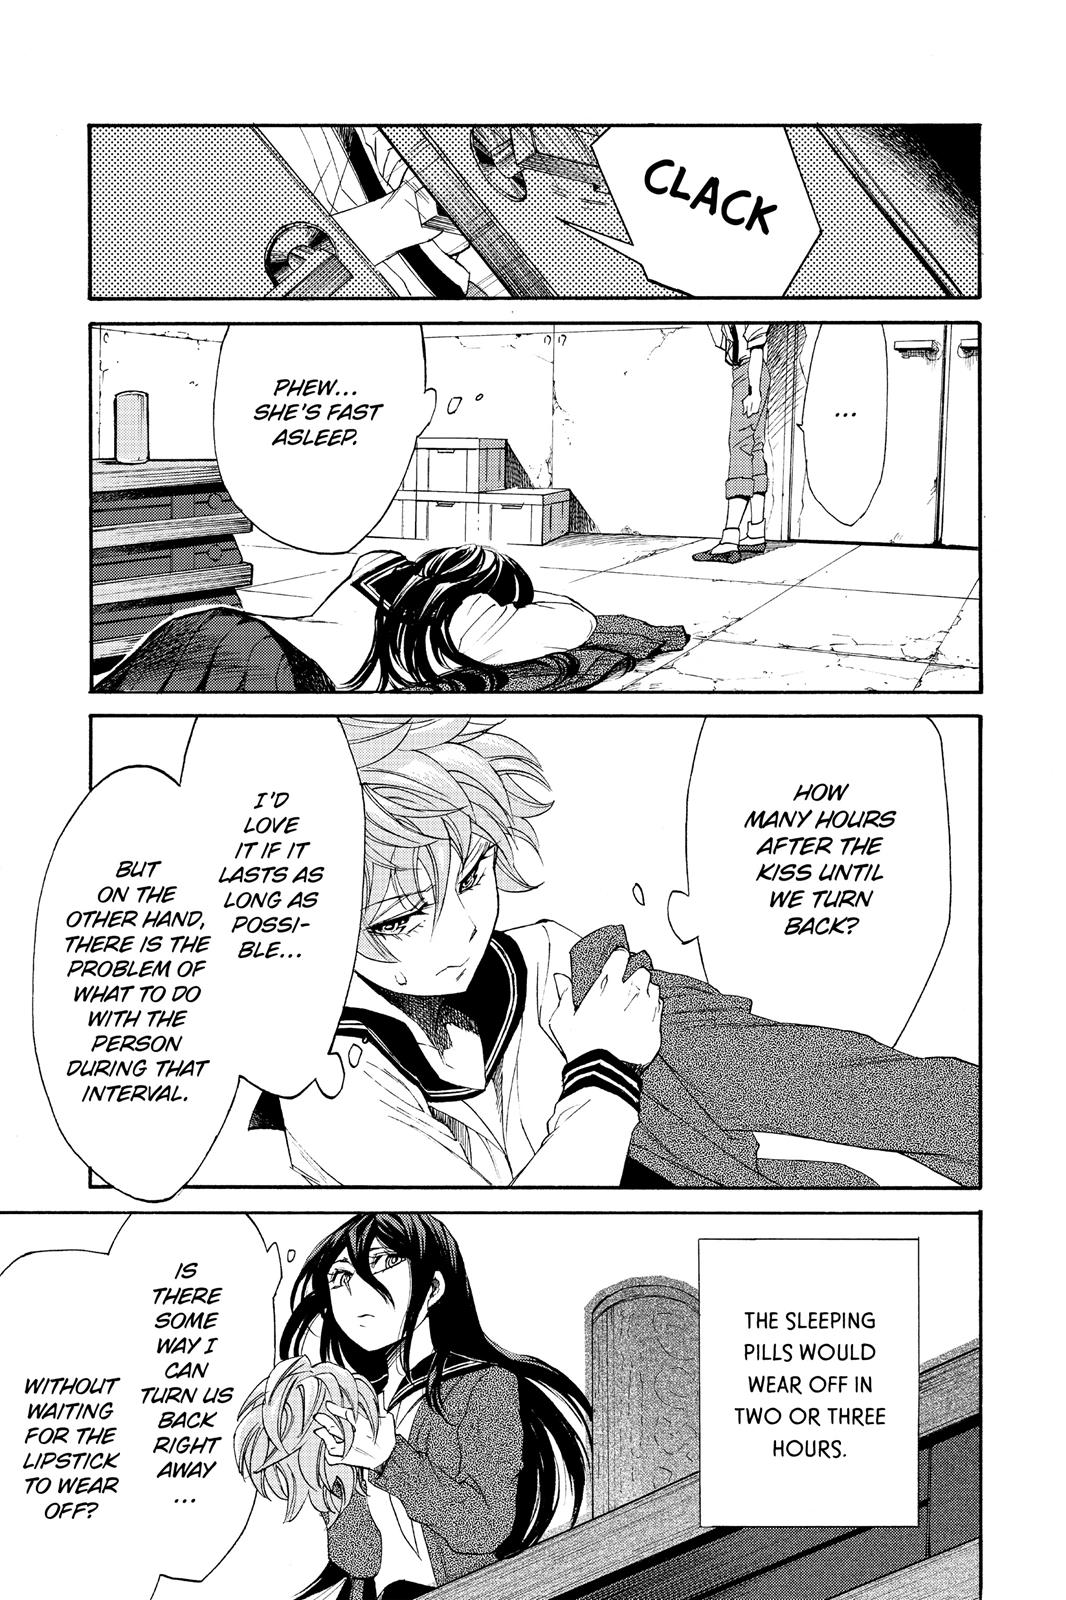 CLACK
...
PHEW...
SHE'S FAST
ASLEEP.
HOW
MANY HOURS
AFTER THE
KISS UNTIL
WE TURN
BACK?
I'D
LOVE
IT IF IT
LASTS AS
LONG AS
POSSI-
BLE...
BUT
ON THE
OTHER HAND,
THERE IS THE
PROBLEM OF
WHAT TO DO
WITH THE
PERSON
DURING THAT
INTERVAL.
THE SLEEPING
PILLS WOULD
WEAR OFF IN
TWO OR THREE
HOURS.
IS
THERE
SOME
WAY I
CAN
TURN US
BACK
RIGHT
AWAY
...
WITHOUT
WAITING
FOR THE
LIPSTICK
TO WEAR
OFF?